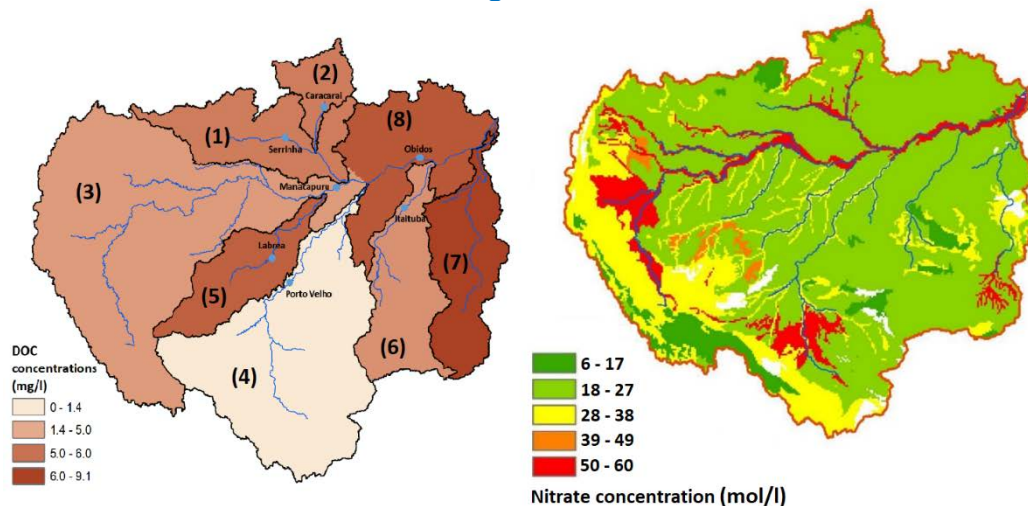 (2)
Caracarai
(8)
(1)
Serrinha
Obidos
(3)
Manacapuru
Itaituba
Labrea
(7)
(5)
Porto Velho
(6)
(4)
DOC
concentrations
(mg/l)
0 - 1.4
1.4 - 5.0
5.0 - 6.0
6.0 - 9.1
6 - 17
18 - 27
28 - 38
39 - 49
50 - 60
Nitrate concentration (mol/l)